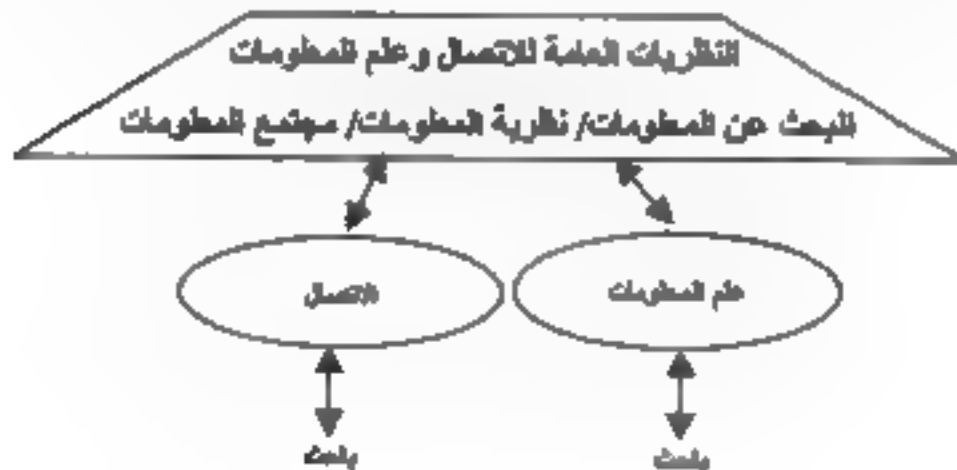 النظريات العامة للاتصال وعلم المعلومات
البحث عن المعلومات/ نظرية المعلومات/ مجتمع المعلومات
علم المعلومات
الاتصال
باحث
باحث